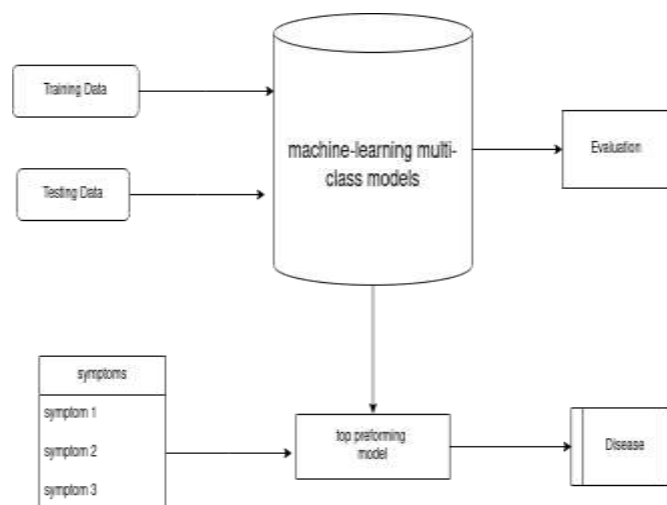 Training Data
machine-learning multi-
class models
Evaluation
Testing Data
symptoms
symptom 1
symptom 2
symptom 3
top preforming
model
Disease